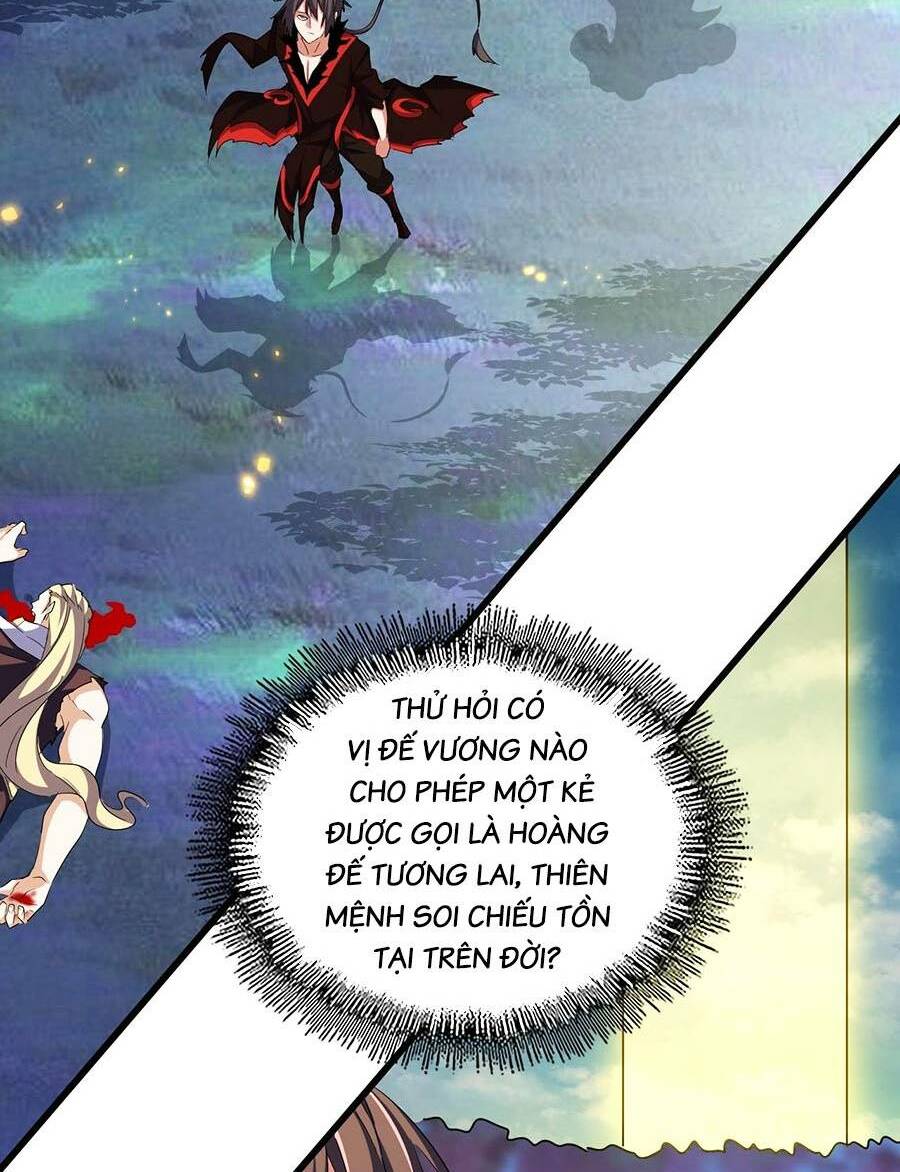 THỬ HỎI CÓ
VỊ ĐẾ VƯƠNG NÀO
CHO PHÉP MỘT KẺ
ĐƯỢC GỌI LÀ HOÀNG
ĐẾ TƯƠNG LAI, THIÊN
MỆNH SOI CHIẾU TỒN
TẠI TRÊN ĐỜI?